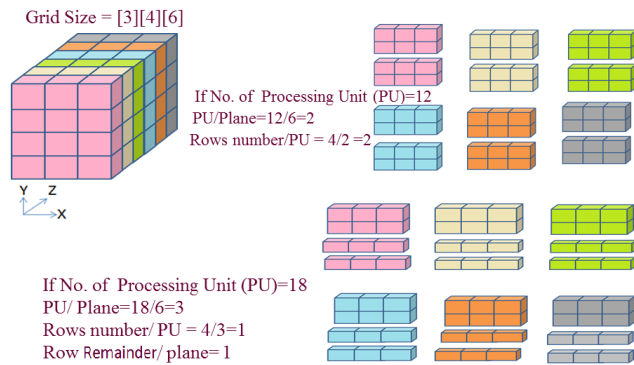 Grid Size = [3][4][6]
If No. of Processing Unit (PU)=12
PU/Plane=12/6=2
Rows number/PU = 4/2 =2
Y
Z
X
If No. of Processing Unit (PU)=18
PU/ Plane=18/6=3
Rows number/ PU = 4/3=1
Row Remainder/ plane= 1